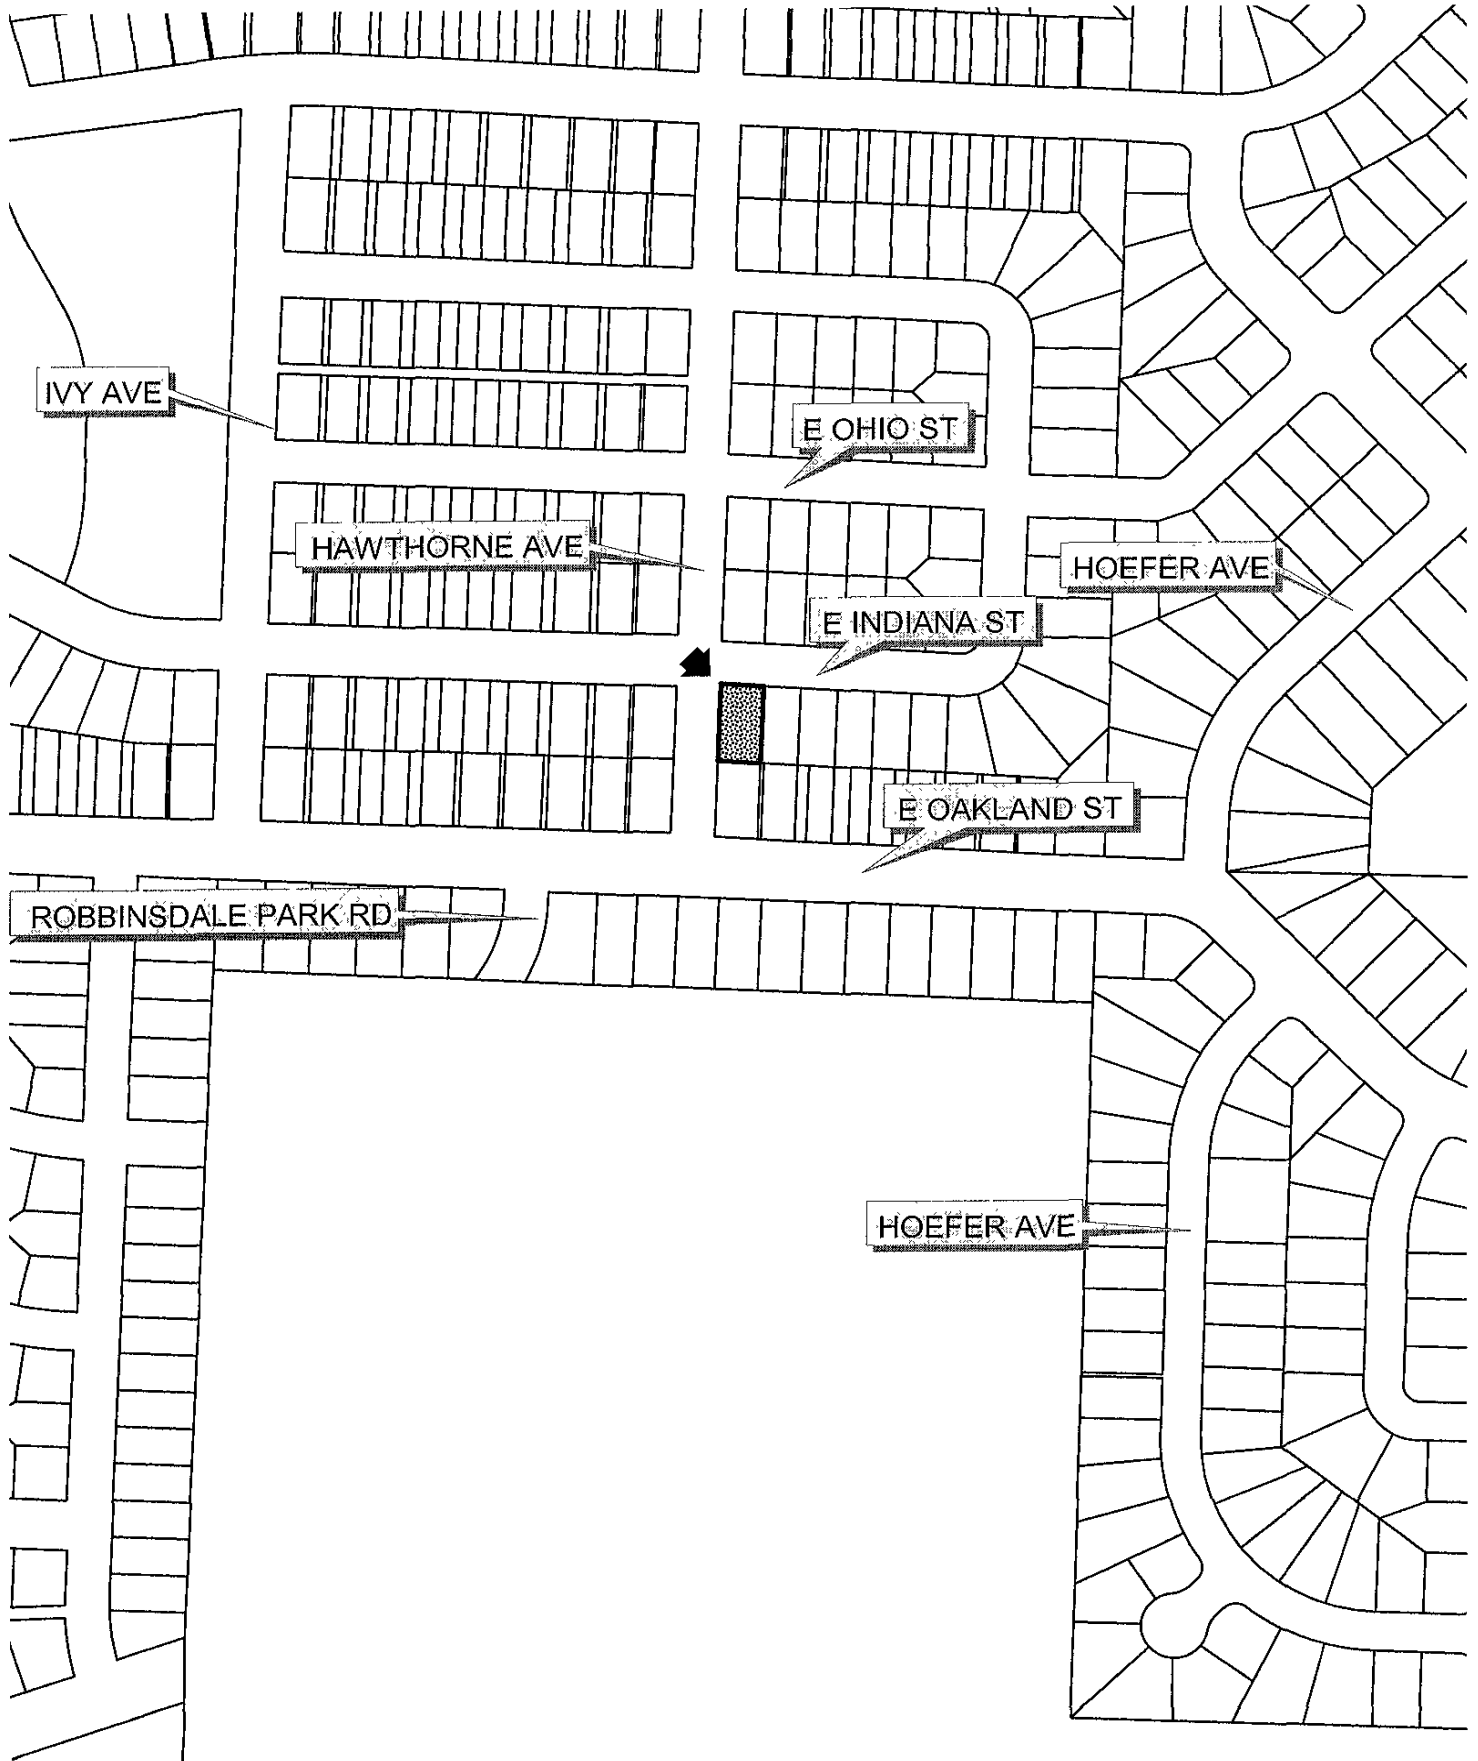 IVY AVE
E OHIO ST
HAWTHORNE AVE
HOEFER AVE
E INDIANA ST
E OAKLAND ST
ROBBINSDALE PARK RD
HOEFER AVE